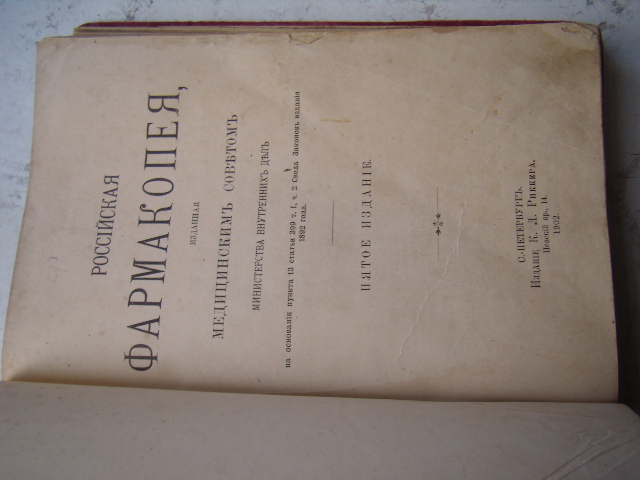 РОССІЙСКАЯ
ФАРМАКОПЕЯ,
ИЗДАННАЯ
МЕДИЦИНСКИМЪ СОВѢТОМЪ
МИНИСТЕРСТВА ВНУТРЕННИХЪ ДѢЛЪ
на основаніи пункта 13 статьи 399 т. I, ч. 2 Свода Законовъ изданія
1892 года.
ПЯТОЕ ИЗДАНІЕ.
С.-ПЕТЕРБУРГЪ.
Изданіе К. Л. Риккера.
Невскій пр. 14.
1902.